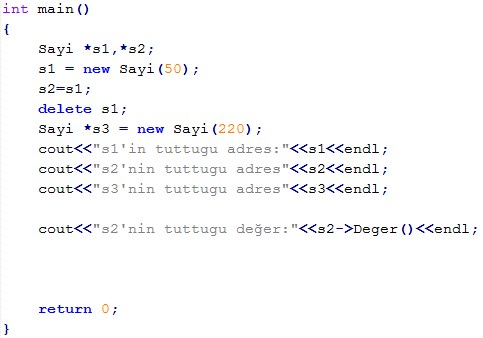 int main()
{
Sayi *s1,*s2;
s1 = new Sayi(50);
s2=s1;
delete s1;
Sayi *s3 = new Sayi(220);
cout<<"s1'in tuttugu adres:"<<s1<<endl;
cout<<"s2'nin tuttugu adres"<<s2<<endl;
cout<<"s3'nin tuttugu adres"<<s3<<endl;
cout<<"s2'nin tuttugu değer:"<<s2->Deger()<<endl;
return 0;
}